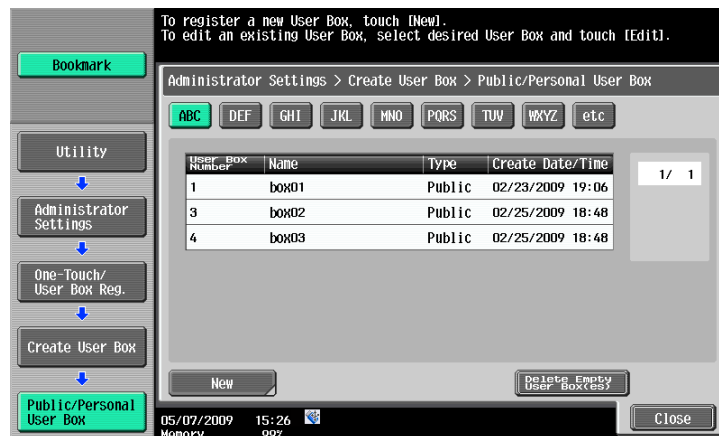 To register a new User Box, touch [New].
To edit an existing User Box, select desired User Box and touch [Edit].
Bookmark
Administrator Settings > Create User Box > Public/Personal User Box
ABC DEF GHI JKL MNO PQRS TUV WXYZ etc
Utility
Administrator
Settings
One-Touch/
User Box Reg.
Create User Box
Public/Personal
User Box
User Box
Number Name Type Create Date/Time
1 box01 Public 02/23/2009 19:06
3 box02 Public 02/25/2009 18:48
4 box03 Public 02/25/2009 18:48
1/ 1
New
Delete Empty
User Box(es)
05/07/2009 15:26
Memory 99%
Close